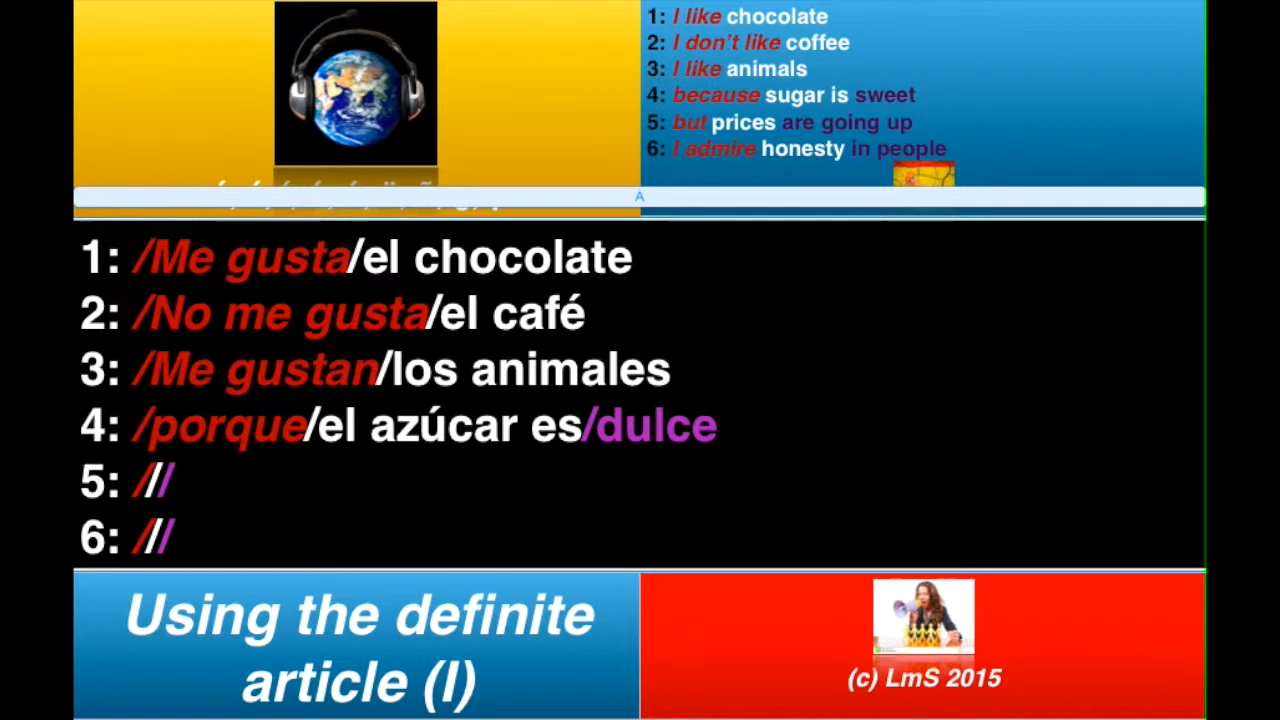 1: I like chocolate
2: I don't like coffee
3: I like animals
4: because sugar is sweet
5: but prices are going up
6: I admire honesty in people
A
1: /Me gusta/el chocolate
2: /No me gusta/el café
3: /Me gustan/los animales
4: /porque/el azúcar es/dulce
5: ///
6: ///
Using the definite
article (I)
(c) LmS 2015